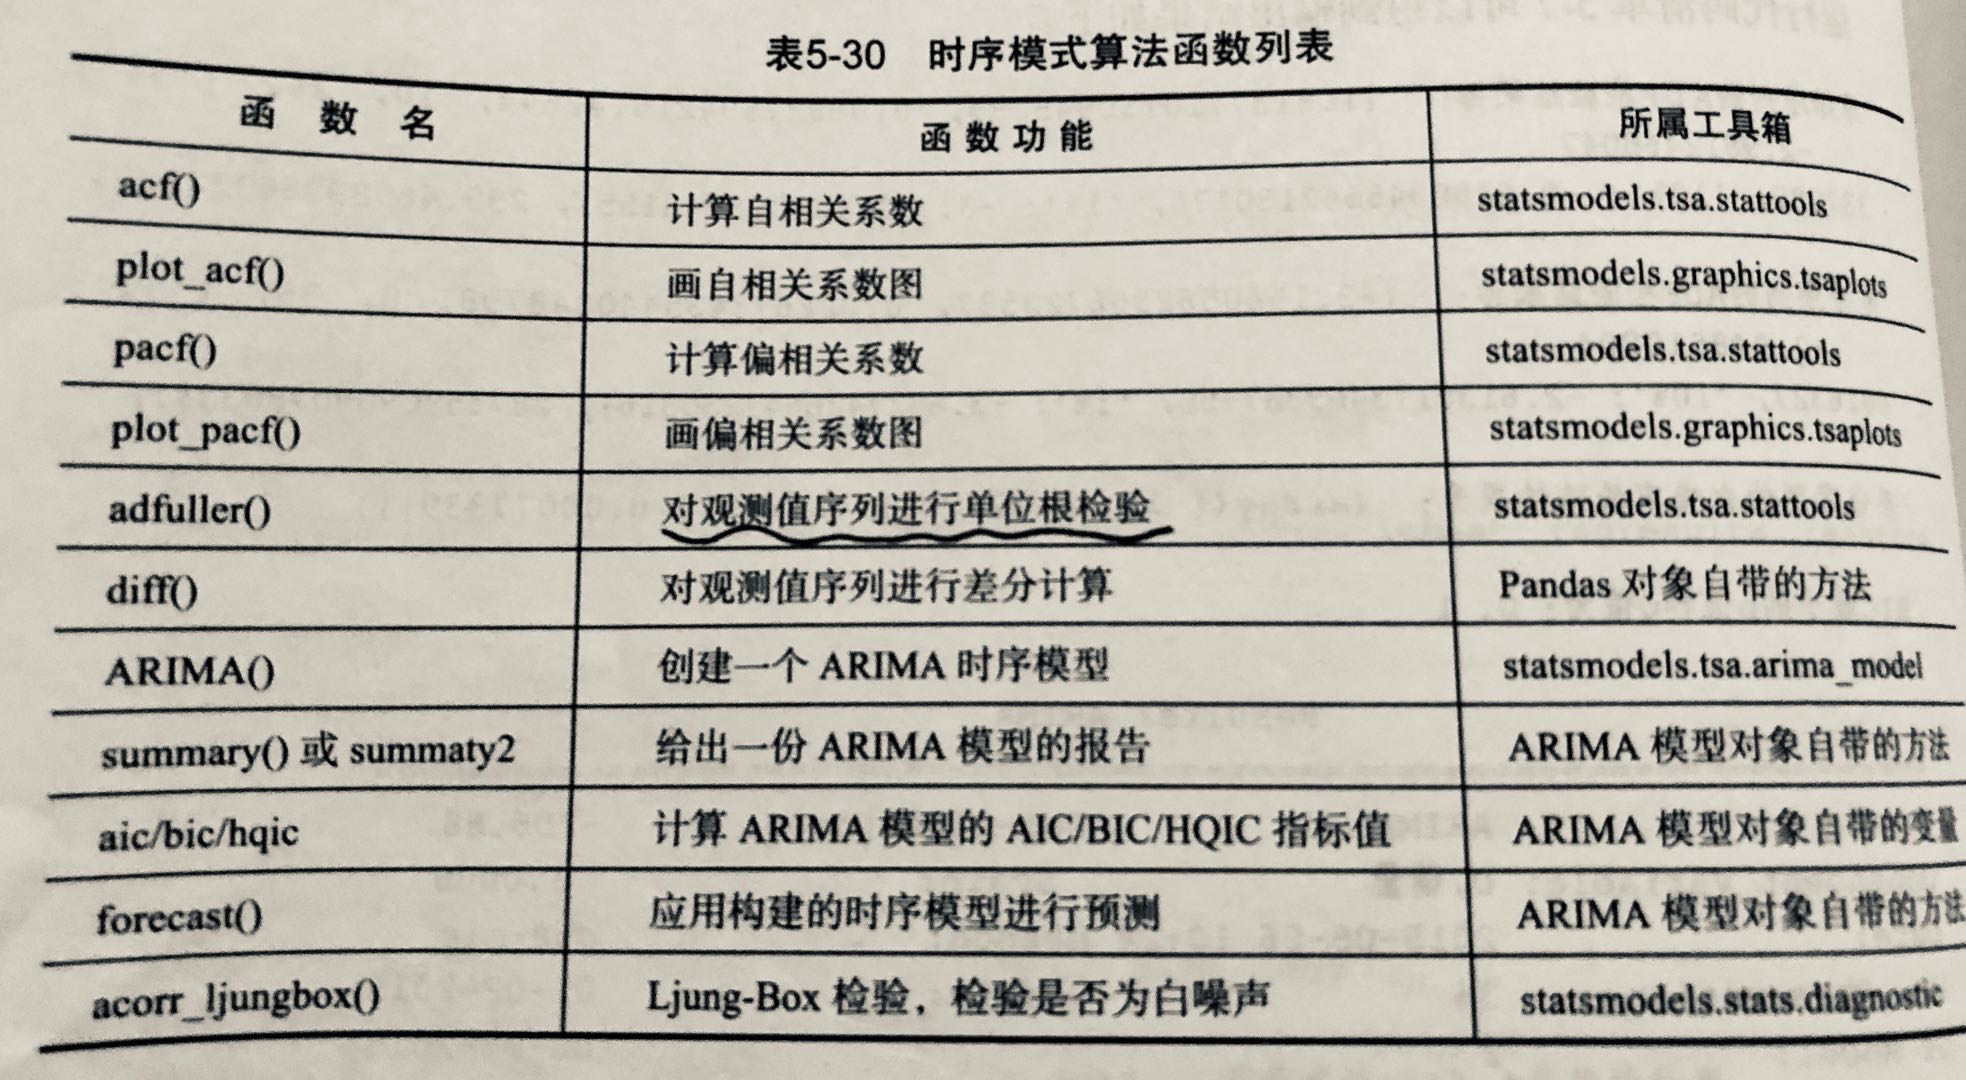 表5-30 时序模式算法函数列表
函 数 名 函 数 功 能 所属工具箱
acf() 计算自相关系数 statsmodels.tsa.stattools
plot_acf() 画自相关系数图 statsmodels.graphics.tsaplots
pacf() 计算偏相关系数 statsmodels.tsa.stattools
plot_pacf() 画偏相关系数图 statsmodels.graphics.tsaplots
adfuller() 对观测值序列进行单位根检验 statsmodels.tsa.stattools
diff() 对观测值序列进行差分计算 Pandas 对象自带的方法
ARIMA() 创建一个 ARIMA 时序模型 statsmodels.tsa.arima_model
summary() 或 summaty2 给出一份 ARIMA 模型的报告 ARIMA 模型对象自带的方法
aic/bic/hqic 计算 ARIMA 模型的 AIC/BIC/HQIC 指标值 ARIMA 模型对象自带的变量
forecast() 应用构建的时序模型进行预测 ARIMA 模型对象自带的方法
acorr_ljungbox() Ljung-Box 检验，检验是否为白噪声 statsmodels.stats.diagnostic